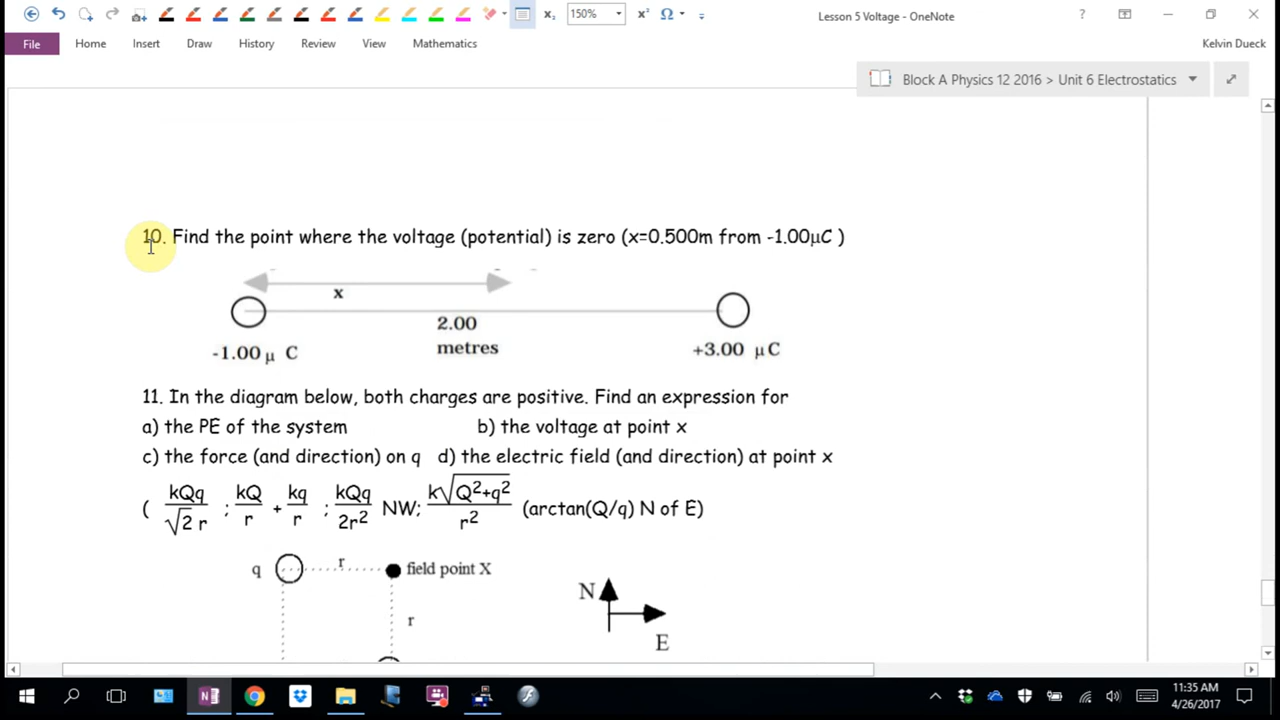 150%
Lesson 5 Voltage - OneNote
File Home Insert Draw History Review View Mathematics
Kelvin Dueck
Block A Physics 12 2016 > Unit 6 Electrostatics
10. Find the point where the voltage (potential) is zero (x=0.500m from -1.00μC )
x
2.00
metres
-1.00 μ C
+3.00 μC
11. In the diagram below, both charges are positive. Find an expression for
a) the PE of the system b) the voltage at point x
c) the force (and direction) on q d) the electric field (and direction) at point x
( kQq/√2 r ; kQ/r + kq/r ; kQq/2r² NW; k√Q²+q²/r² (arctan(Q/q) N of E)
q r field point X
N
r
E
11:35 AM
4/26/2017